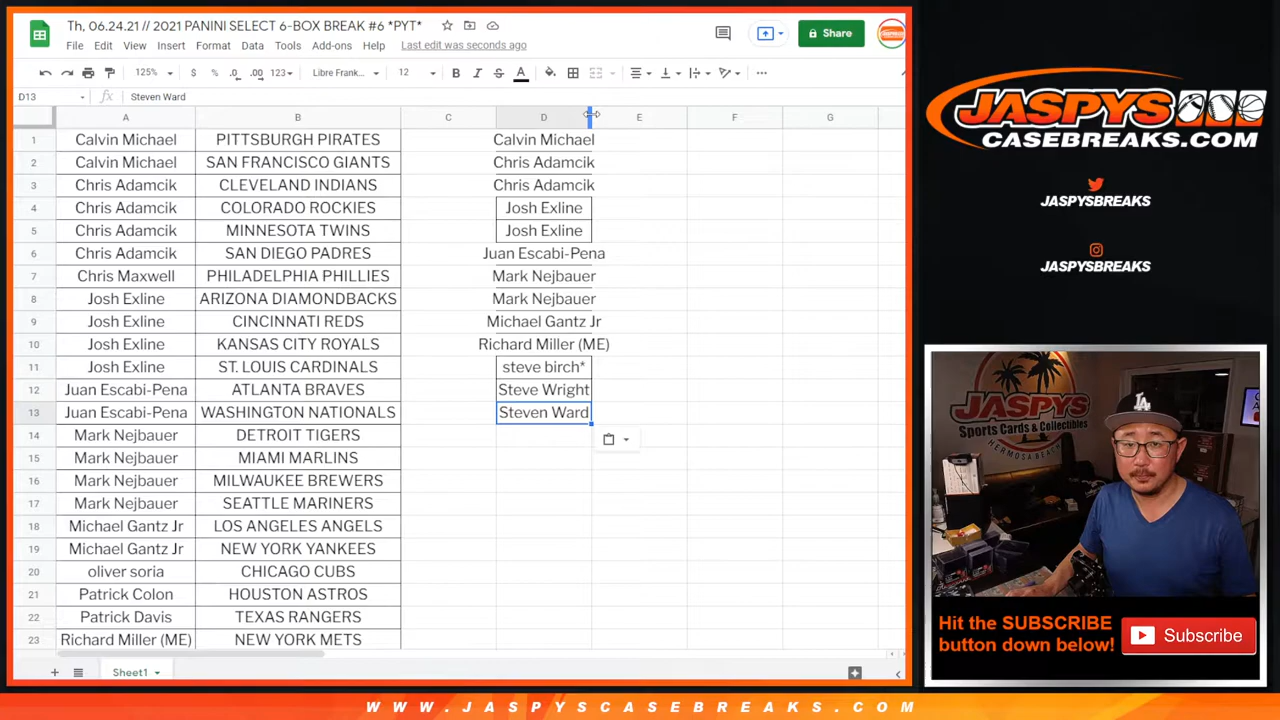 Th, 06.24.21 // 2021 PANINI SELECT 6-BOX BREAK #6 *PYT*
File Edit View Insert Format Data Tools Add-ons Help Last edit was seconds ago
Share
125% $ % .0 .00 123 Libre Frank... 12 B I S A
D13 fx Steven Ward
A B C D E F G
1 Calvin Michael PITTSBURGH PIRATES Calvin Michael
2 Calvin Michael SAN FRANCISCO GIANTS Chris Adamcik
3 Chris Adamcik CLEVELAND INDIANS Chris Adamcik
4 Chris Adamcik COLORADO ROCKIES Josh Exline
5 Chris Adamcik MINNESOTA TWINS Josh Exline
6 Chris Adamcik SAN DIEGO PADRES Juan Escabi-Pena
7 Chris Maxwell PHILADELPHIA PHILLIES Mark Nejbauer
8 Josh Exline ARIZONA DIAMONDBACKS Mark Nejbauer
9 Josh Exline CINCINNATI REDS Michael Gantz Jr
10 Josh Exline KANSAS CITY ROYALS Richard Miller (ME)
11 Josh Exline ST. LOUIS CARDINALS steve birch*
12 Juan Escabi-Pena ATLANTA BRAVES Steve Wright
13 Juan Escabi-Pena WASHINGTON NATIONALS Steven Ward
14 Mark Nejbauer DETROIT TIGERS
15 Mark Nejbauer MIAMI MARLINS
16 Mark Nejbauer MILWAUKEE BREWERS
17 Mark Nejbauer SEATTLE MARINERS
18 Michael Gantz Jr LOS ANGELES ANGELS
19 Michael Gantz Jr NEW YORK YANKEES
20 oliver soria CHICAGO CUBS
21 Patrick Colon HOUSTON ASTROS
22 Patrick Davis TEXAS RANGERS
23 Richard Miller (ME) NEW YORK METS
Sheet1
JASPYS
CASEBREAKS.COM
JASPYSBREAKS
JASPYSBREAKS
JASPYS
Sports Cards & Collectibles
HERMOSA BEACH
LA
Hit the SUBSCRIBE
button down below!
Subscribe
WWW.JASPYSCASEBREAKS.COM